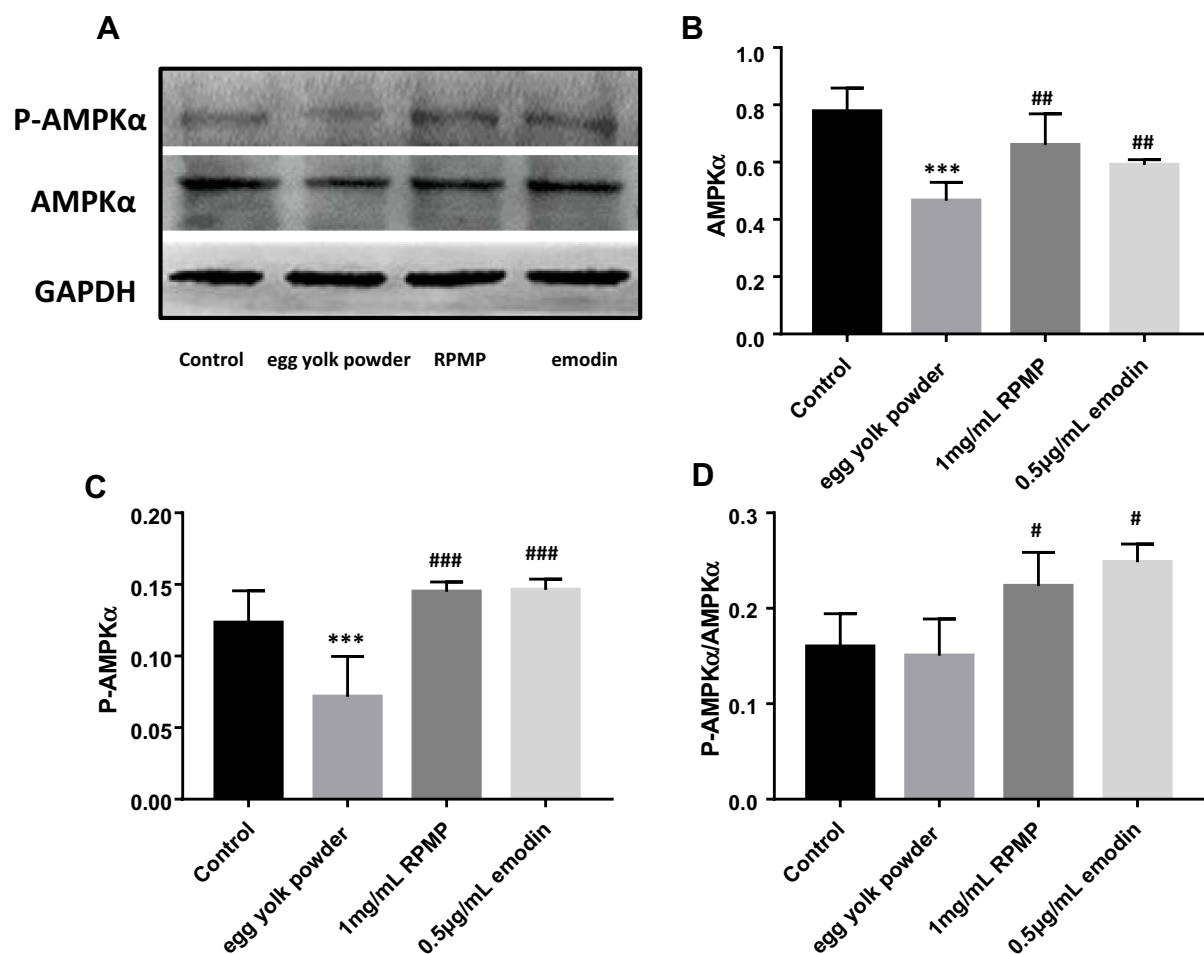 A
P-AMPKα
AMPKα
GAPDH
Control egg yolk powder RPMP emodin
B
AMPKα
1.0
0.8
0.6
0.4
0.2
0.0
***
##
##
Control
egg yolk powder
1mg/mL RPMP
0.5μg/mL emodin
C
P-AMPKα
0.20
0.15
0.10
0.05
0.00
***
###
###
Control
egg yolk powder
1mg/mL RPMP
0.5μg/mL emodin
D
P-AMPKα/AMPKα
0.3
0.2
0.1
0.0
#
#
Control
egg yolk powder
1mg/mL RPMP
0.5μg/mL emodin